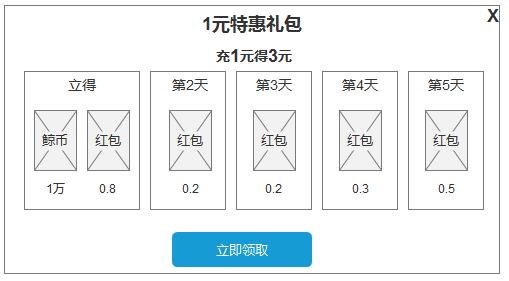 X
1元特惠礼包
充1元得3元
立得 第2天 第3天 第4天 第5天
鲸币 红包 红包 红包 红包 红包
1万 0.8 0.2 0.2 0.3 0.5
立即领取